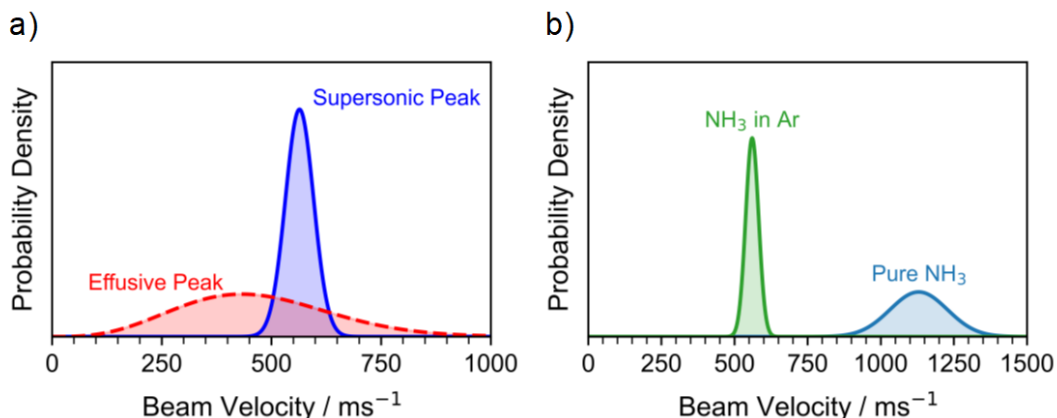 a)
Probability Density
Supersonic Peak
Effusive Peak
0 250 500 750 1000
Beam Velocity / ms⁻¹
b)
Probability Density
NH₃ in Ar
Pure NH₃
0 250 500 750 1000 1250 1500
Beam Velocity / ms⁻¹